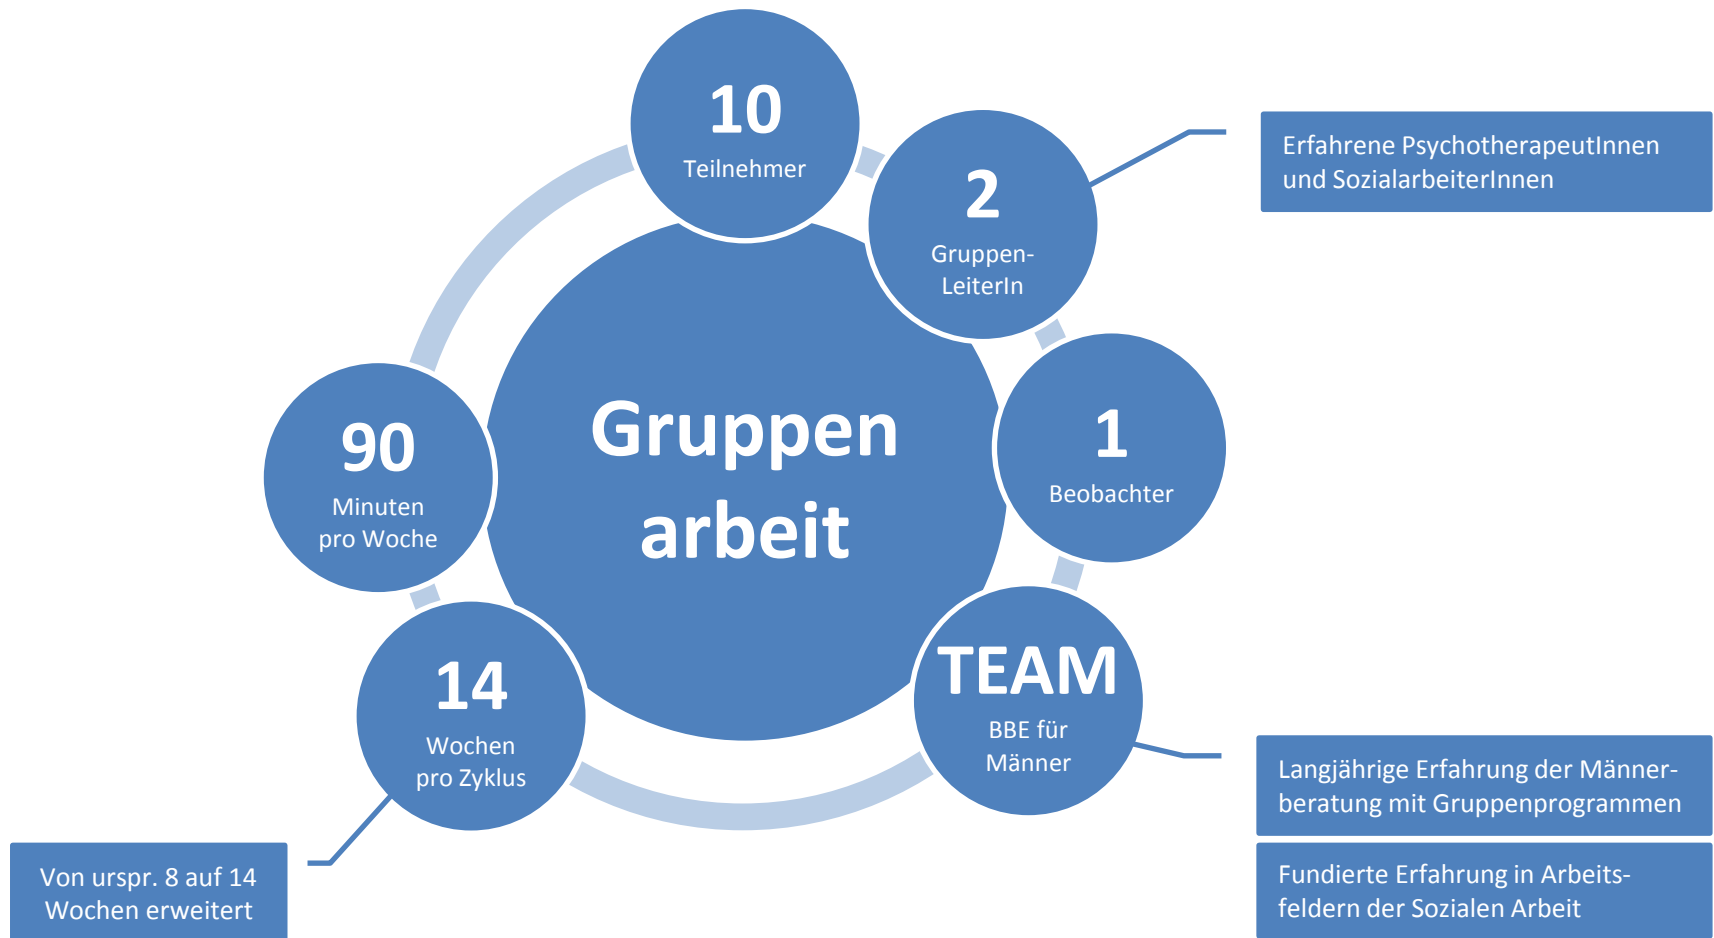 10
Teilnehmer
2
Gruppen-
LeiterIn
Erfahrene PsychotherapeutInnen
und SozialarbeiterInnen
1
Beobachter
Gruppen
arbeit
90
Minuten
pro Woche
TEAM
BBE für
Männer
Langjährige Erfahrung der Männer-
beratung mit Gruppenprogrammen
Fundierte Erfahrung in Arbeits-
feldern der Sozialen Arbeit
14
Wochen
pro Zyklus
Von urspr. 8 auf 14
Wochen erweitert